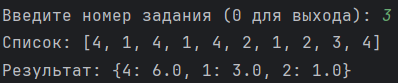 Введите номер задания (0 для выхода): 3
Список: [4, 1, 4, 1, 4, 2, 1, 2, 3, 4]
Результат: {4: 6.0, 1: 3.0, 2: 1.0}